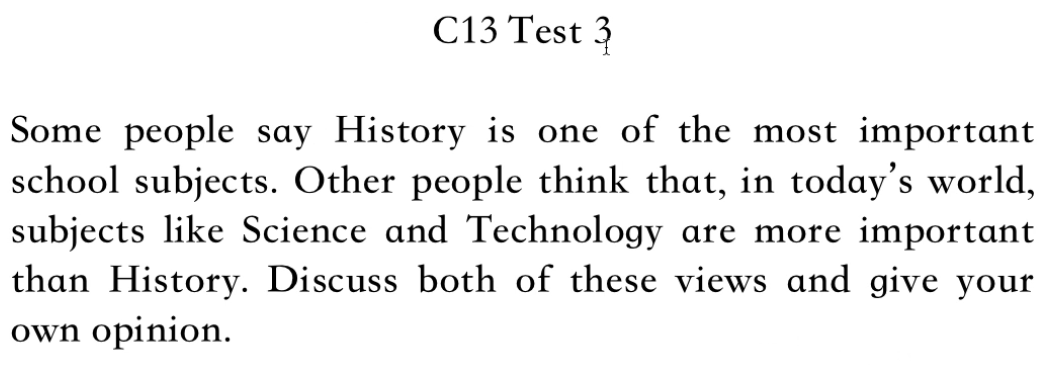 C13 Test 3
Some people say History is one of the most important
school subjects. Other people think that, in today's world,
subjects like Science and Technology are more important
than History. Discuss both of these views and give your
own opinion.